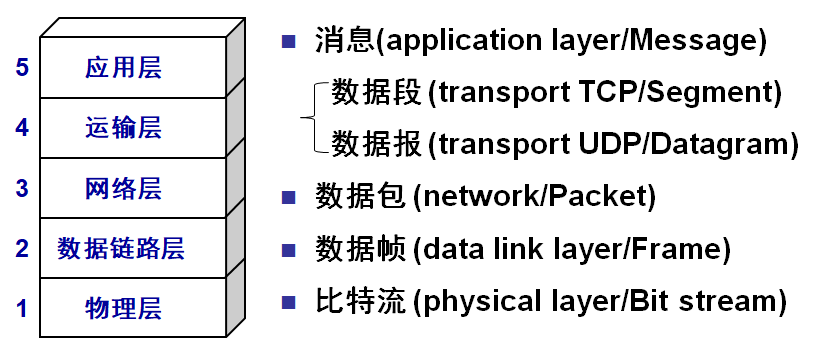 5 应用层
4 运输层
3 网络层
2 数据链路层
1 物理层
消息(application layer/Message)
数据段(transport TCP/Segment)
数据报(transport UDP/Datagram)
数据包(network/Packet)
数据帧(data link layer/Frame)
比特流(physical layer/Bit stream)